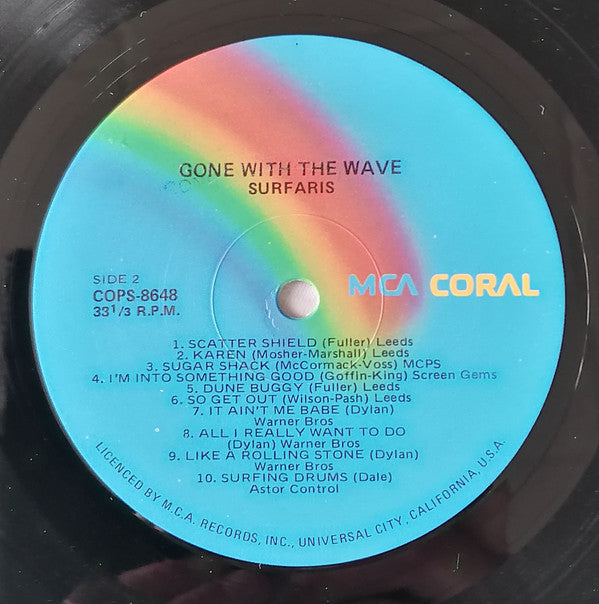 GONE WITH THE WAVE
SURFARIS
SIDE 2
COPS-8648
33 1/3 R.P.M.
MCA CORAL
1. SCATTER SHIELD (Fuller) Leeds
2. KAREN (Mosher-Marshall) Leeds
3. SUGAR SHACK (McCormack-Voss) MCPS
4. I'M INTO SOMETHING GOOD (Goffin-King) Screen Gems
5. DUNE BUGGY (Fuller) Leeds
6. SO GET OUT (Wilson-Pash) Leeds
7. IT AIN'T ME BABE (Dylan)
Warner Bros
8. ALL I REALLY WANT TO DO
(Dylan) Warner Bros
9. LIKE A ROLLING STONE (Dylan)
Warner Bros
10. SURFING DRUMS (Dale)
Astor Control
LICENCED BY M.C.A. RECORDS, INC., UNIVERSAL CITY, CALIFORNIA, U.S.A.